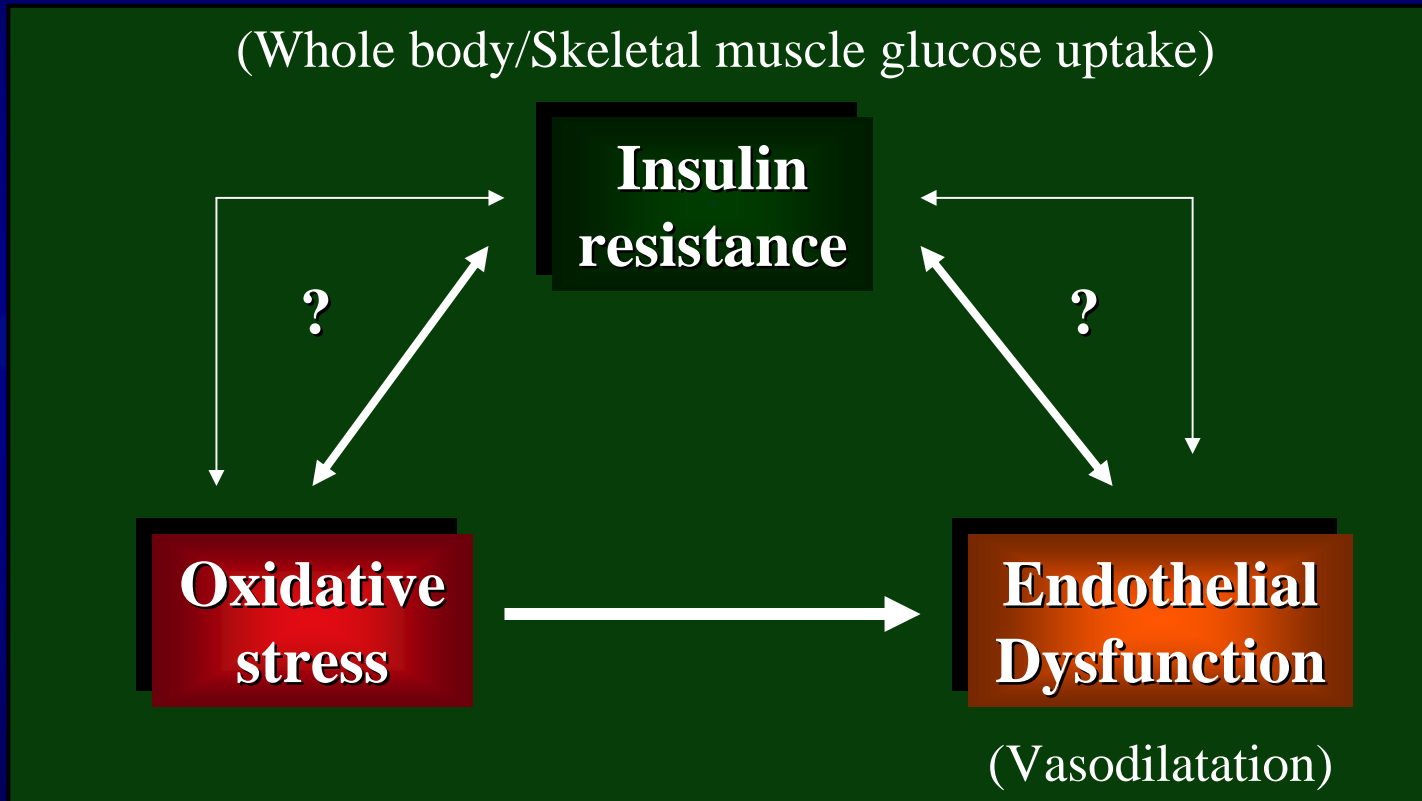 (Whole body/Skeletal muscle glucose uptake)
Insulin
resistance
?
?
Oxidative
stress
Endothelial
Dysfunction
(Vasodilatation)